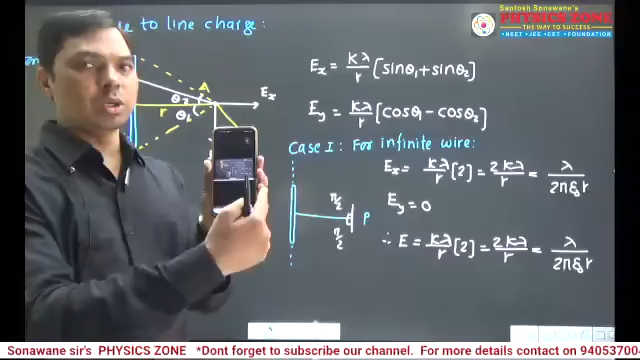 Santosh Sonawane's
PHYSICS ZONE
THE WAY TO SUCCESS
NEET • JEE • CET • FOUNDATION
e to line charge:
A
Eₓ
θ₂
r
θ₁
Eₓ = kλ/r [sinθ₁ + sinθ₂]
Eᵧ = kλ/r [cosθ₁ - cosθ₂]
Case I: For infinite wire:
Eₓ = kλ/r [2] = 2kλ/r = λ/2πε₀r
π/2
P
π/2
Eᵧ = 0
∴ E = kλ/r [2] = 2kλ/r = λ/2πε₀r
Sonawane sir's PHYSICS ZONE *Dont forget to subscribe our channel. For more details contact on 94053700